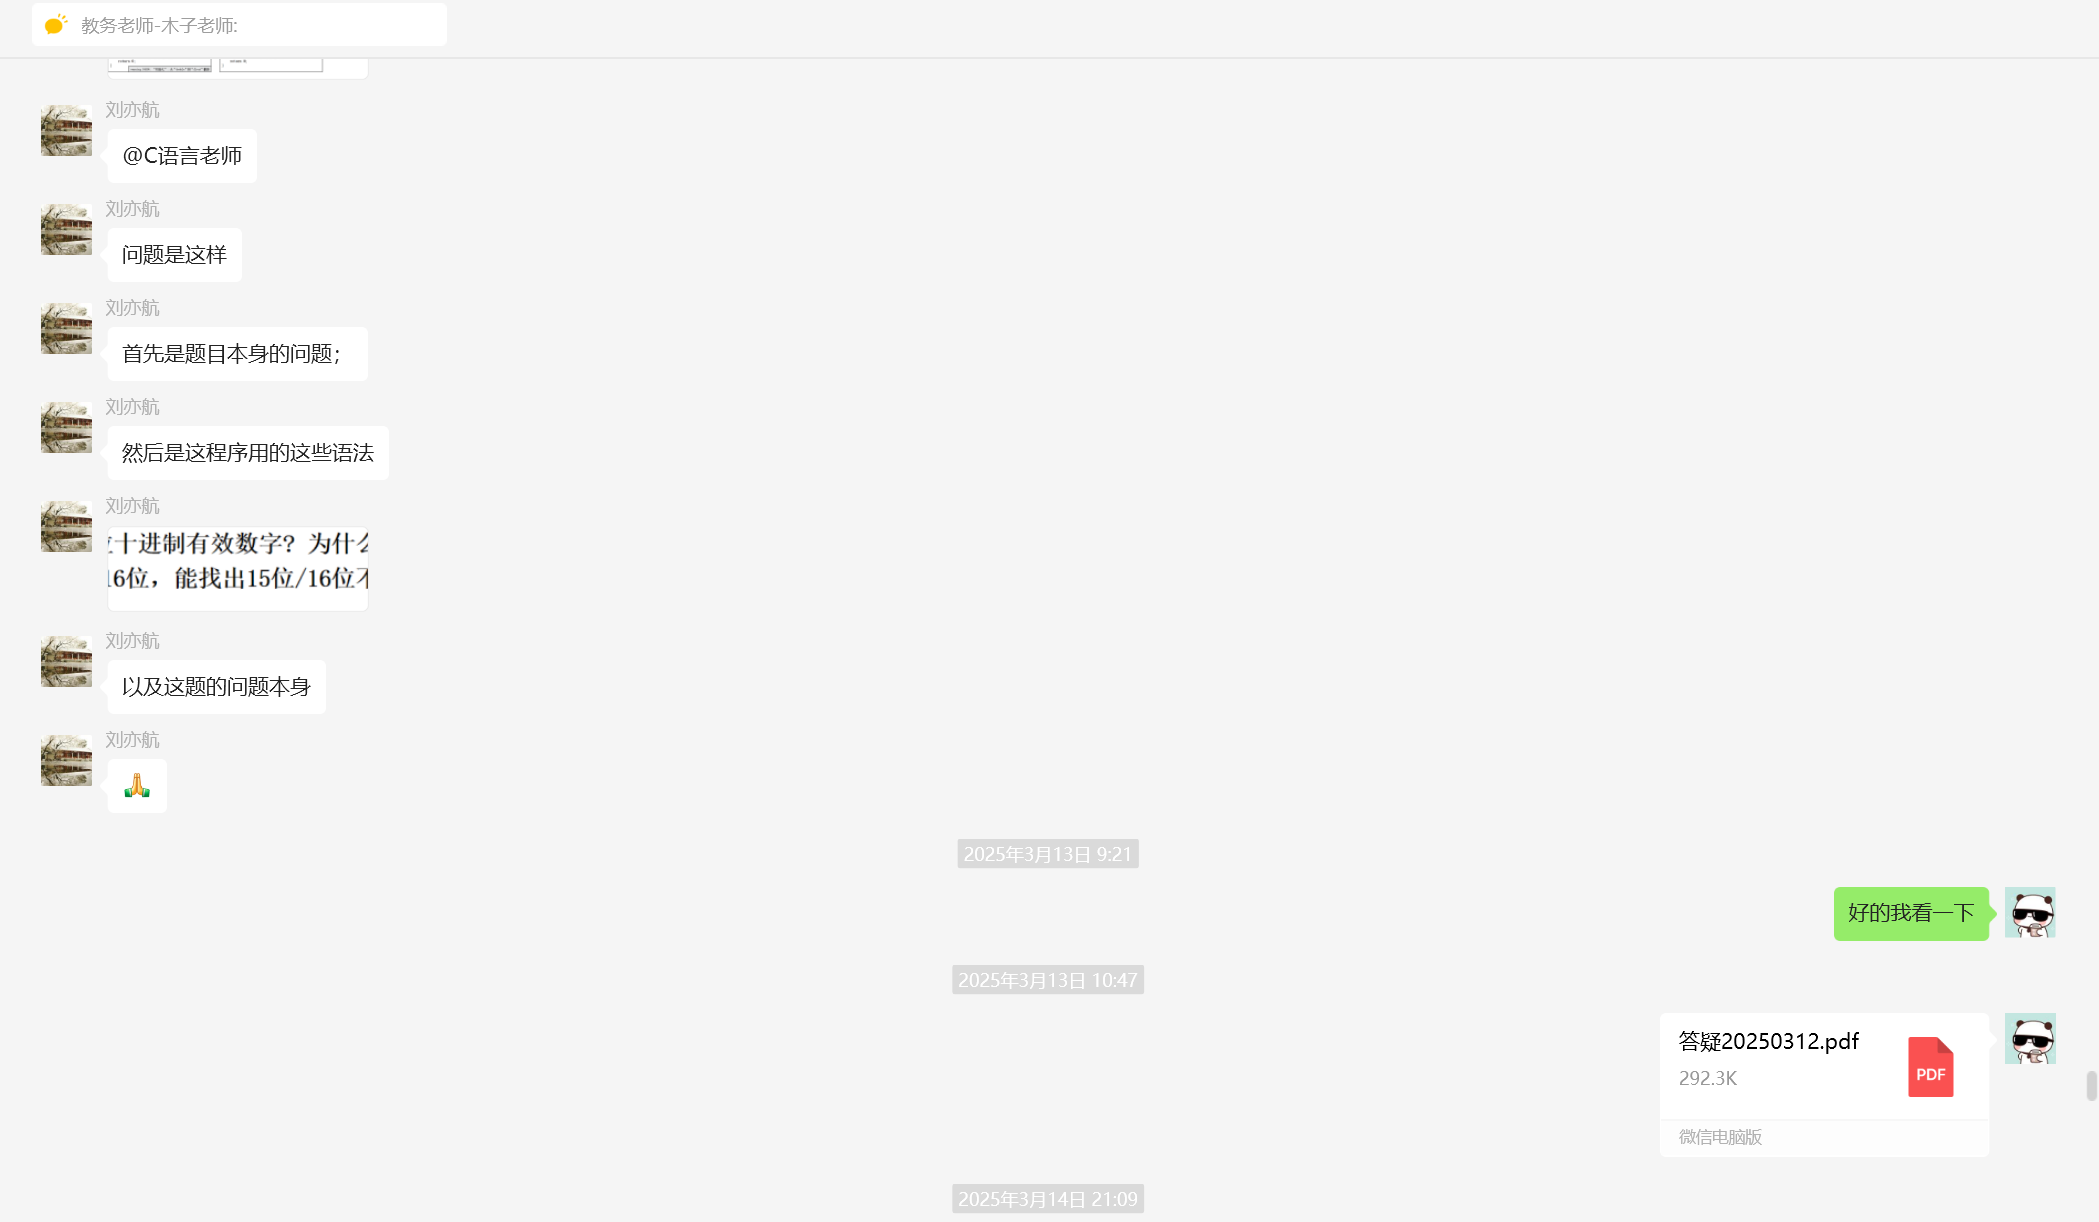 教务老师-木子老师:
刘亦航
@C语言老师
刘亦航
问题是这样
刘亦航
首先是题目本身的问题；
刘亦航
然后是这程序用的这些语法
刘亦航
十进制有效数字？为什么
16位，能找出15位/16位不
刘亦航
以及这题的问题本身
刘亦航
2025年3月13日 9:21
好的我看一下
2025年3月13日 10:47
答疑20250312.pdf
292.3K
PDF
微信电脑版
2025年3月14日 21:09